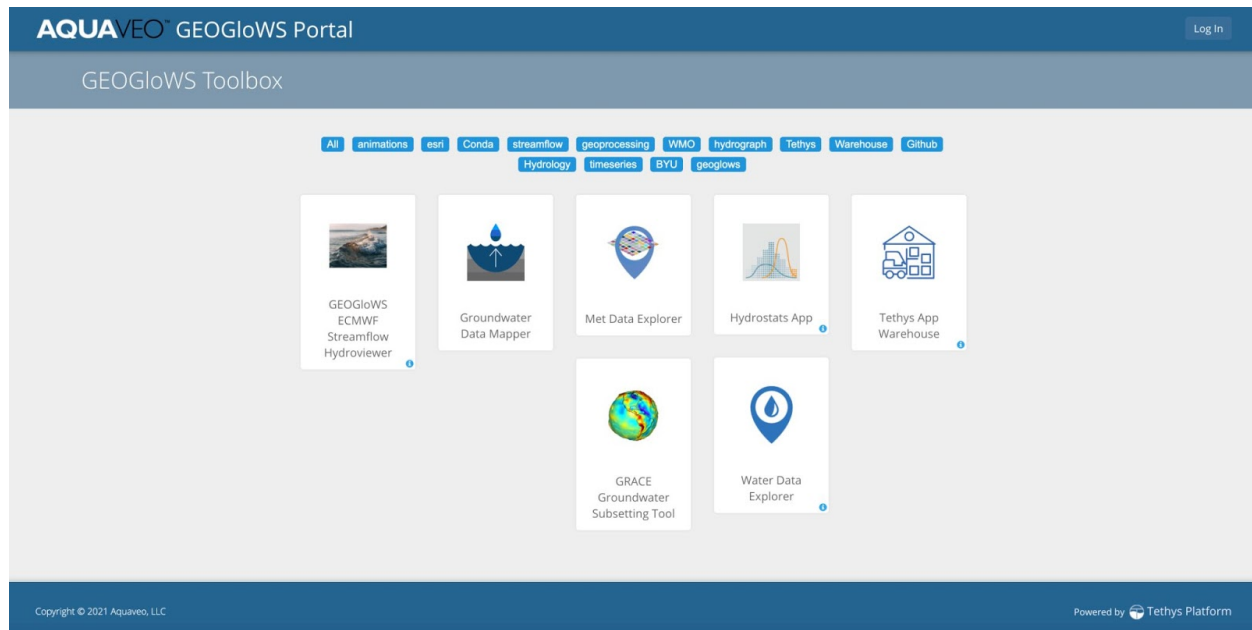 AQUAVEO™ GEOGloWS Portal
Log In
GEOGloWS Toolbox
All animations esri Conda streamflow geoprocessing WMO hydrograph Tethys Warehouse Github
Hydrology timeseries BYU geoglows
GEOGloWS
ECMWF
Streamflow
Hydroviewer
Groundwater
Data Mapper
Met Data Explorer
Hydrostats App
Tethys App
Warehouse
GRACE
Groundwater
Subsetting Tool
Water Data
Explorer
Copyright © 2021 Aquaveo, LLC
Powered by Tethys Platform